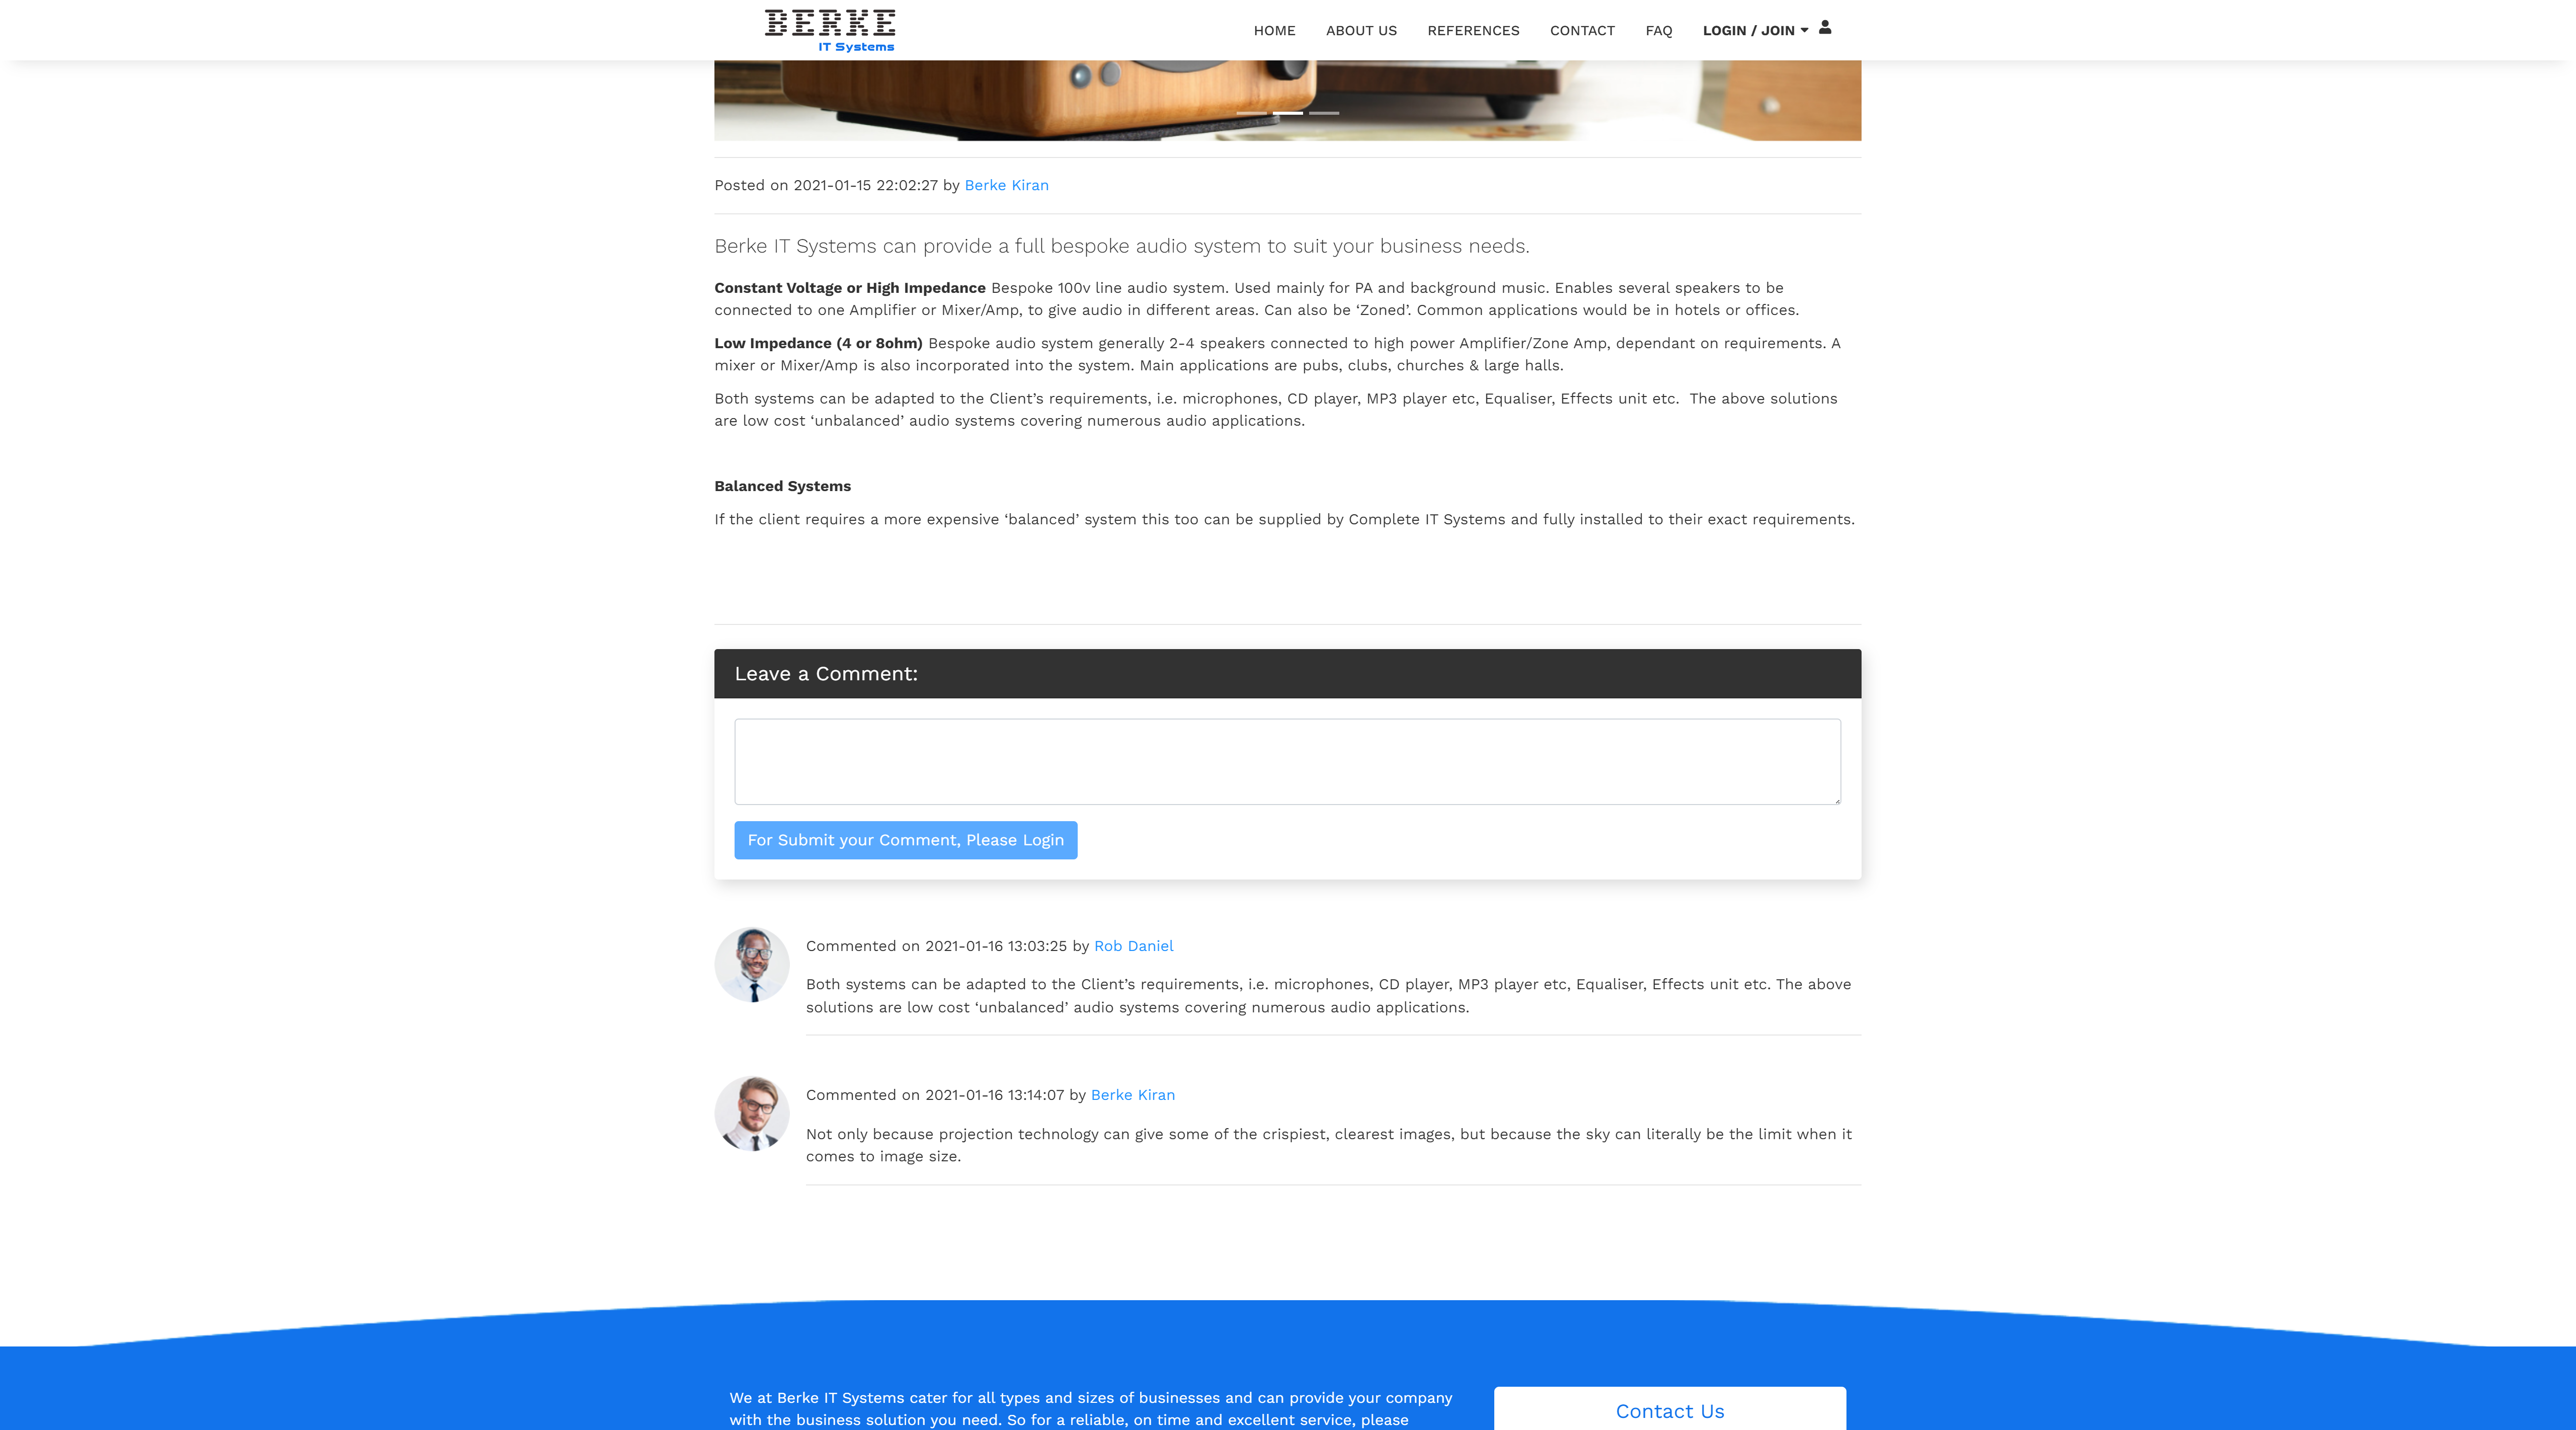 BERKE
IT Systems
HOME ABOUT US REFERENCES CONTACT FAQ LOGIN / JOIN
Posted on 2021-01-15 22:02:27 by Berke Kiran
Berke IT Systems can provide a full bespoke audio system to suit your business needs.
Constant Voltage or High Impedance Bespoke 100v line audio system. Used mainly for PA and background music. Enables several speakers to be
connected to one Amplifier or Mixer/Amp, to give audio in different areas. Can also be ‘Zoned’. Common applications would be in hotels or offices.
Low Impedance (4 or 8ohm) Bespoke audio system generally 2-4 speakers connected to high power Amplifier/Zone Amp, dependant on requirements. A
mixer or Mixer/Amp is also incorporated into the system. Main applications are pubs, clubs, churches & large halls.
Both systems can be adapted to the Client’s requirements, i.e. microphones, CD player, MP3 player etc, Equaliser, Effects unit etc.  The above solutions
are low cost ‘unbalanced’ audio systems covering numerous audio applications.
Balanced Systems
If the client requires a more expensive ‘balanced’ system this too can be supplied by Complete IT Systems and fully installed to their exact requirements.
Leave a Comment:
For Submit your Comment, Please Login
Commented on 2021-01-16 13:03:25 by Rob Daniel
Both systems can be adapted to the Client’s requirements, i.e. microphones, CD player, MP3 player etc, Equaliser, Effects unit etc. The above
solutions are low cost ‘unbalanced’ audio systems covering numerous audio applications.
Commented on 2021-01-16 13:14:07 by Berke Kiran
Not only because projection technology can give some of the crispiest, clearest images, but because the sky can literally be the limit when it
comes to image size.
We at Berke IT Systems cater for all types and sizes of businesses and can provide your company
with the business solution you need. So for a reliable, on time and excellent service, please
Contact Us